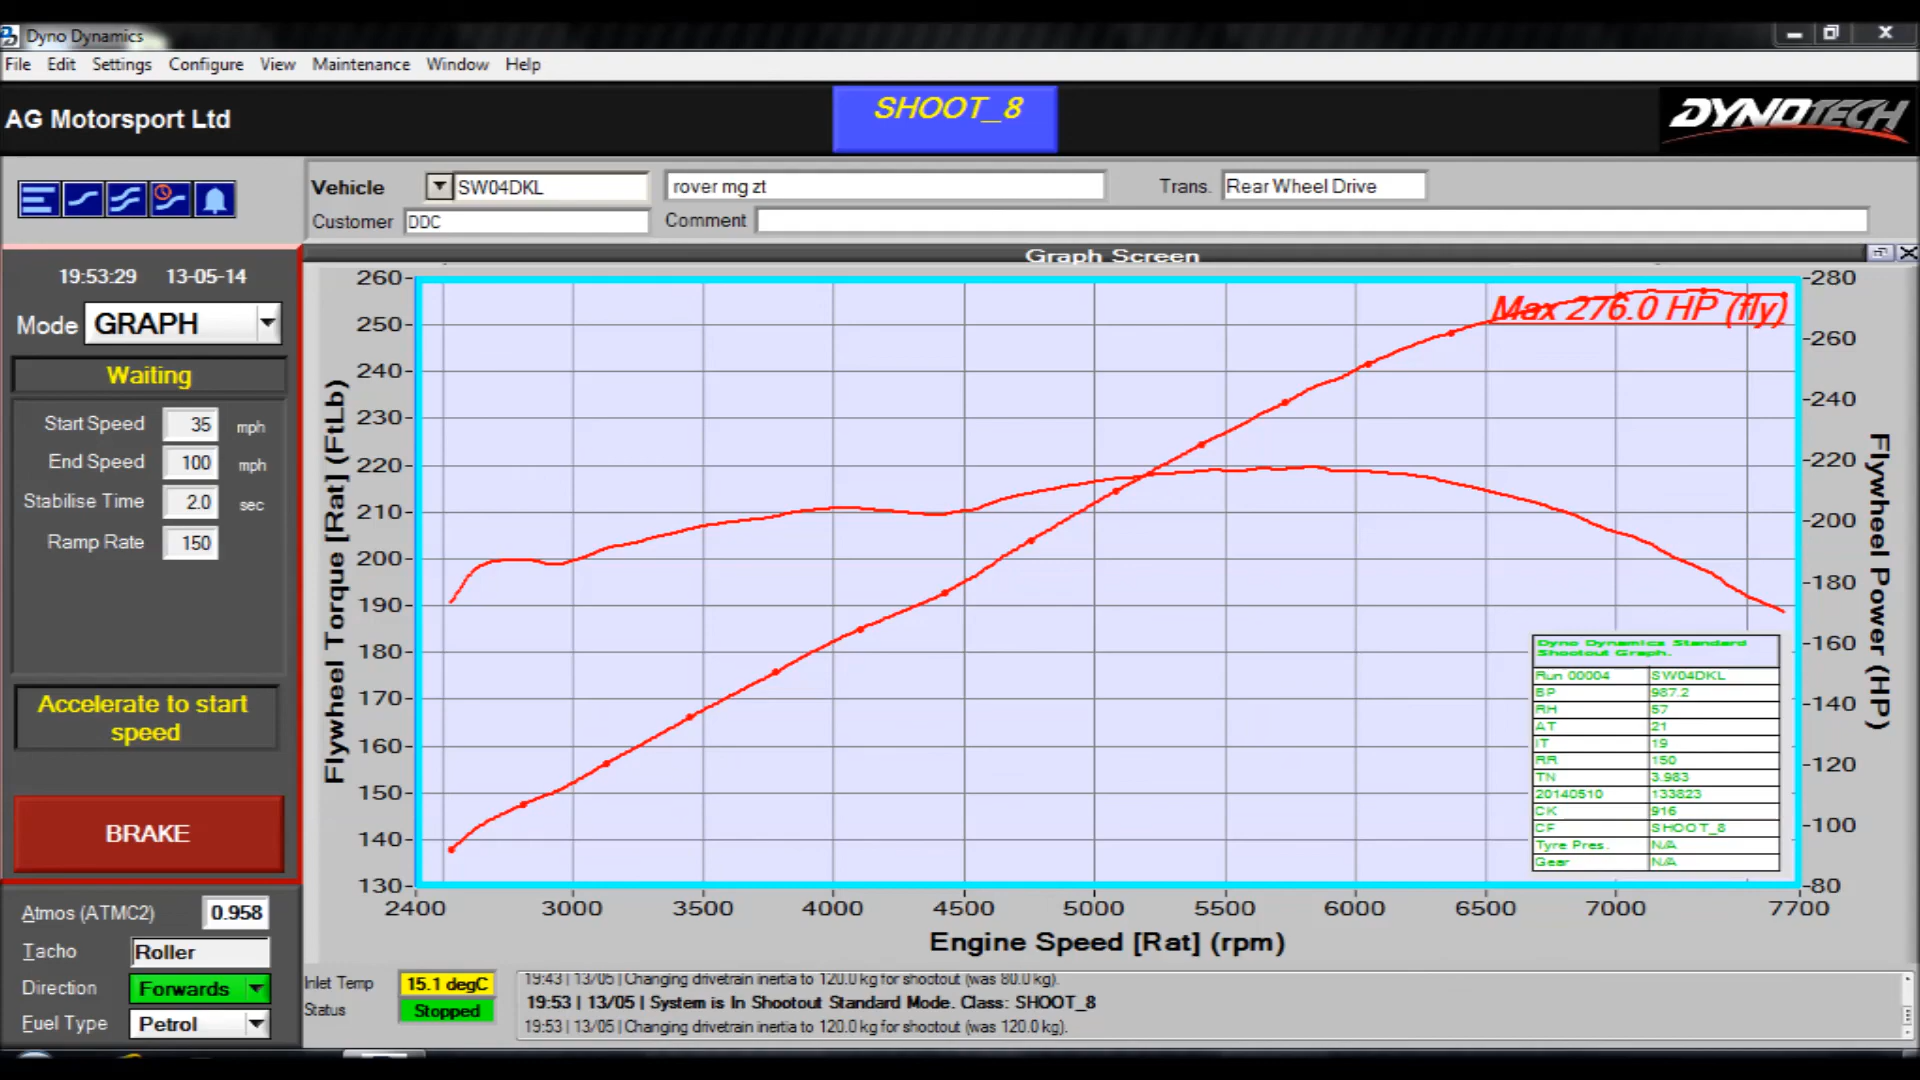 Dyno Dynamics
File Edit Settings Configure View Maintenance Window Help
AG Motorsport Ltd
SHOOT_8
DYNOTECH
Vehicle SW04DKL rover mg zt Trans. Rear Wheel Drive
Customer DDC Comment
Graph Screen
19:53:29 13-05-14
Mode GRAPH
Waiting
Start Speed 35 mph
End Speed 100 mph
Stabilise Time 2.0 sec
Ramp Rate 150
Accelerate to start
speed
BRAKE
Atmos (ATMC2) 0.958
Tacho Roller
Direction Forwards
Fuel Type Petrol
Flywheel Torque [Rat] (FtLb)
260
250
240
230
220
210
200
190
180
170
160
150
140
130
Max 276.0 HP (fly)
Dyno Dynamics Standard
Shootout Graph.
Run 00004 SW04DKL
BP 987.2
RH 57
AT 21
IT 19
RR 150
TN 3.983
20140510 133823
CK 916
CF SHOOT_8
Tyre Pres. N/A
Gear N/A
280
260
240
220
200
180
160
140
120
100
80
Flywheel Power (HP)
2400 3000 3500 4000 4500 5000 5500 6000 6500 7000 7700
Engine Speed [Rat] (rpm)
Inlet Temp 15.1 degC
Status Stopped
19:43 | 13/05 | Changing drivetrain inertia to 120.0 kg for shootout (was 80.0 kg).
19:53 | 13/05 | System is In Shootout Standard Mode. Class: SHOOT_8
19:53 | 13/05 | Changing drivetrain inertia to 120.0 kg for shootout (was 120.0 kg).